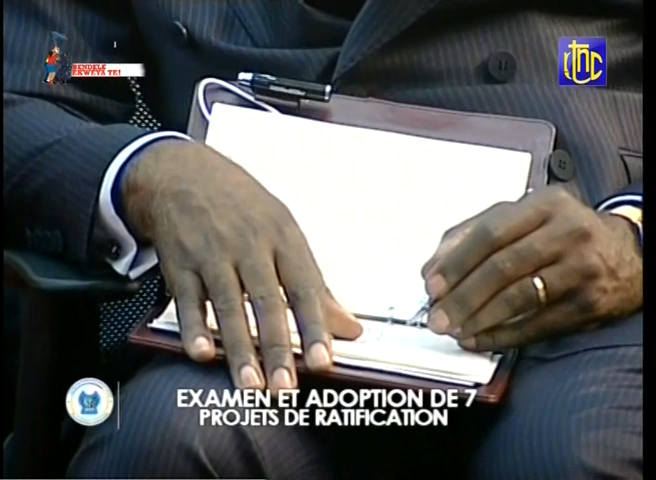 BENDELE
EKWEYA TE!
RTNC
EXAMEN ET ADOPTION DE 7
PROJETS DE RATIFICATION